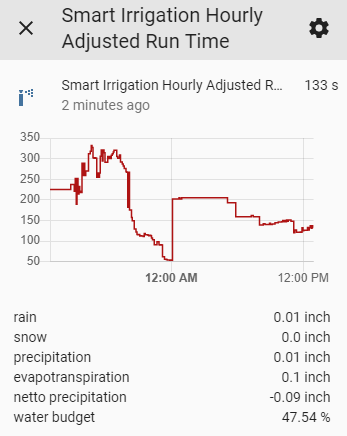 Smart Irrigation Hourly
Adjusted Run Time
Smart Irrigation Hourly Adjusted R... 133 s
2 minutes ago
350
300
250
200
150
100
50
12:00 AM 12:00 PM
rain 0.01 inch
snow 0.0 inch
precipitation 0.01 inch
evapotranspiration 0.1 inch
netto precipitation -0.09 inch
water budget 47.54 %